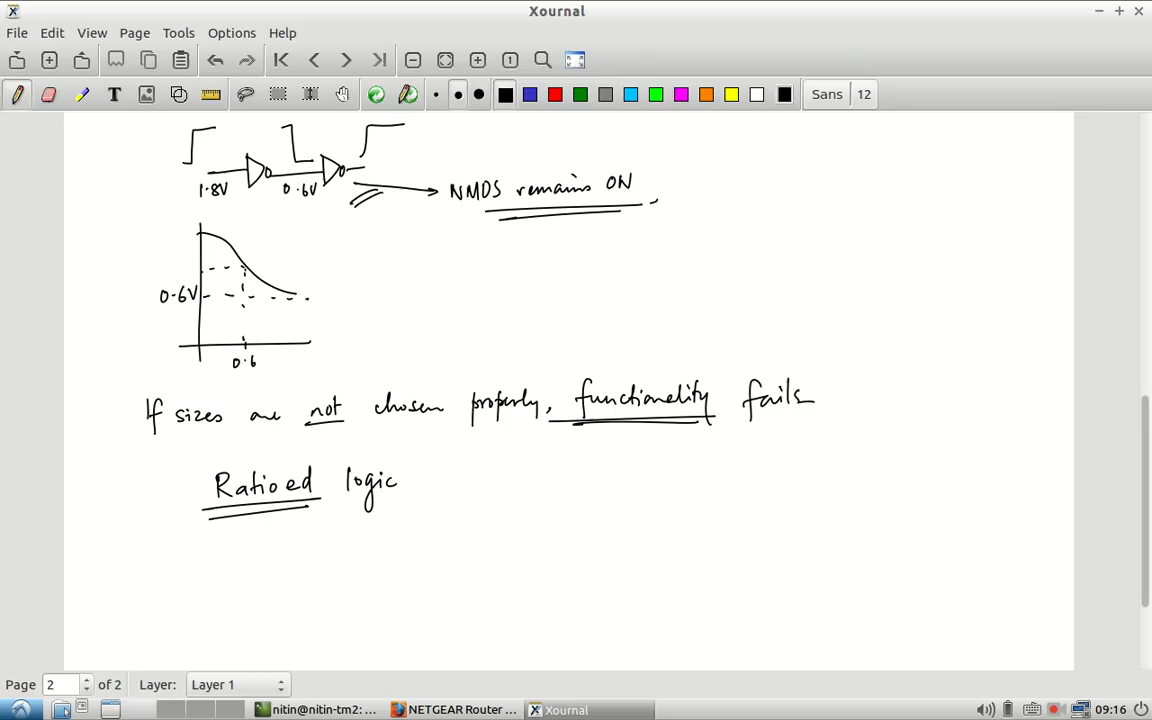 Xournal
File Edit View Page Tools Options Help
Sans 12
1.8V 0.6V NMOS remains ON
0.6V
0.6
If sizes are not chosen properly, functionality fails
Ratioed logic
Page 2 of 2 Layer: Layer 1
nitin@nitin-tm2: ... NETGEAR Router ... Xournal 09:16